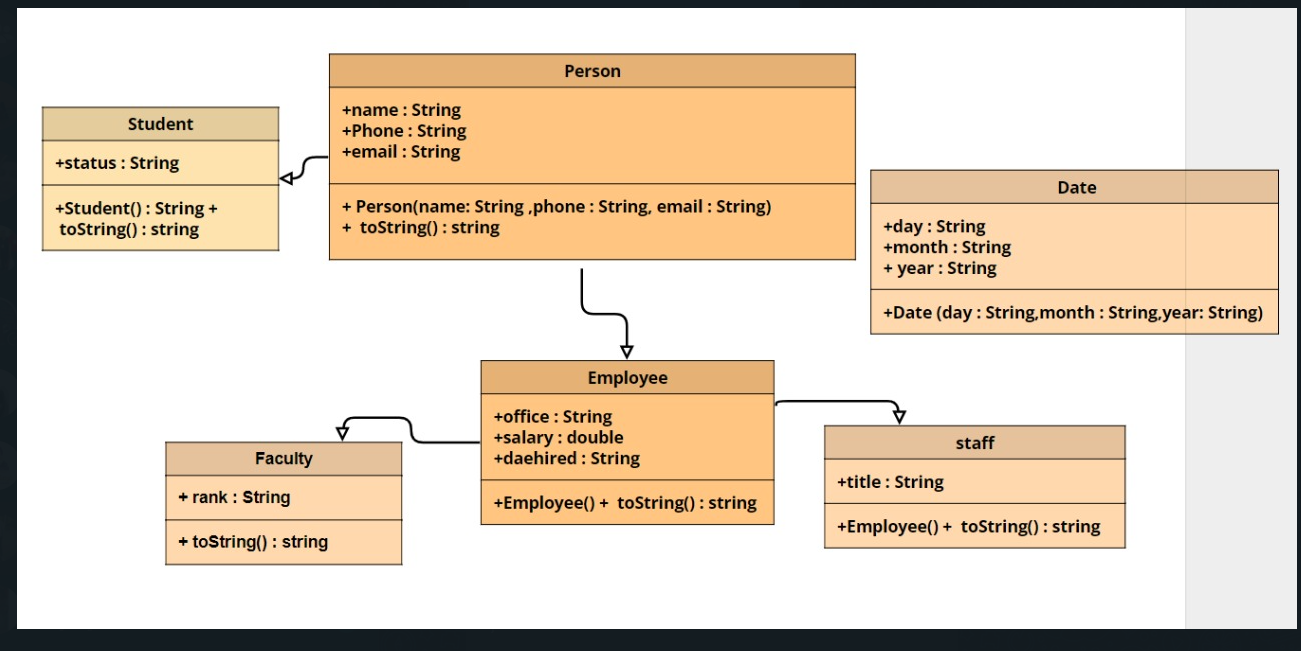 Person
+name : String
+Phone : String
+email : String
+ Person(name: String ,phone : String, email : String)
+ toString() : string
Student
+status : String
+Student() : String +
toString() : string
Date
+day : String
+month : String
+ year : String
+Date (day : String,month : String,year: String)
Employee
+office : String
+salary : double
+daehired : String
+Employee() + toString() : string
Faculty
+ rank : String
+ toString() : string
staff
+title : String
+Employee() + toString() : string